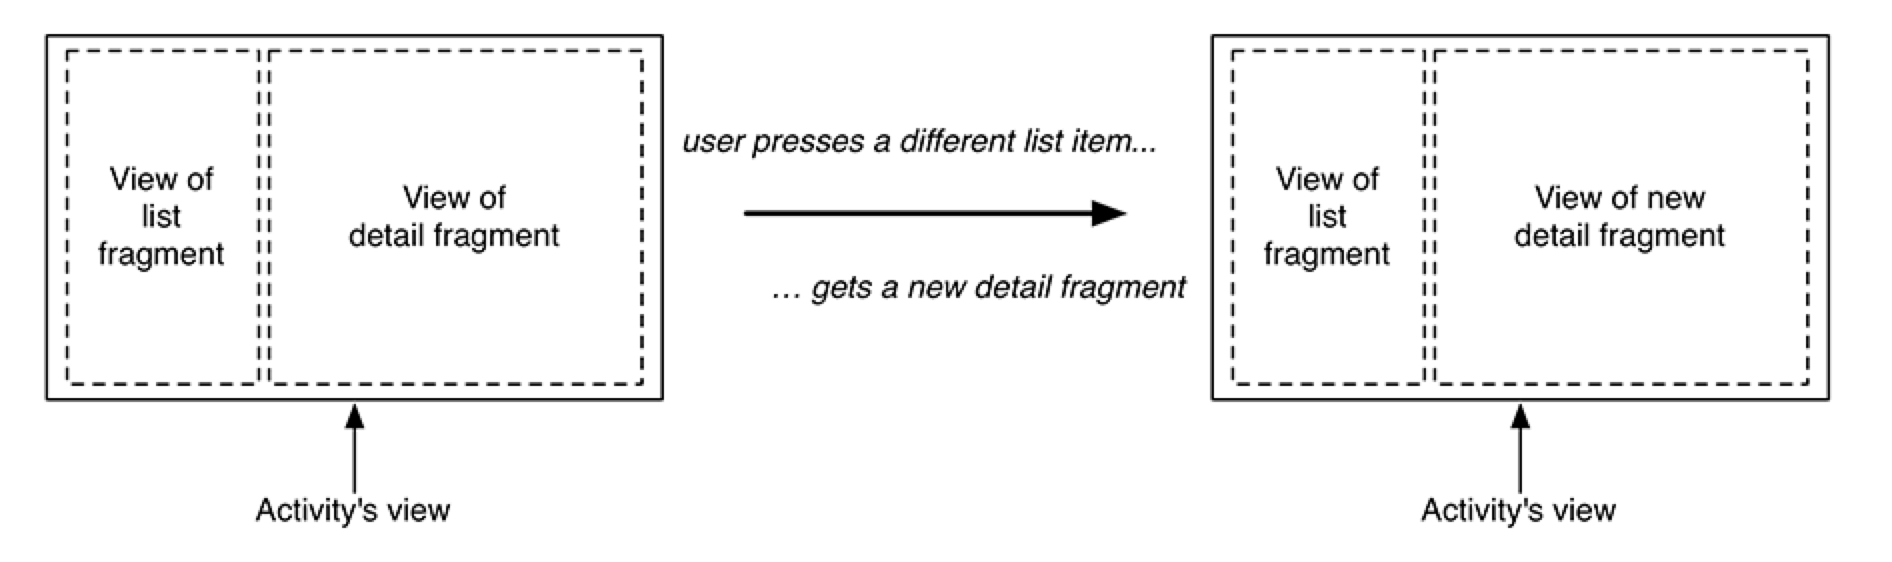 View of
list
fragment
View of
detail fragment
Activity's view
user presses a different list item...
... gets a new detail fragment
View of
list
fragment
View of new
detail fragment
Activity's view